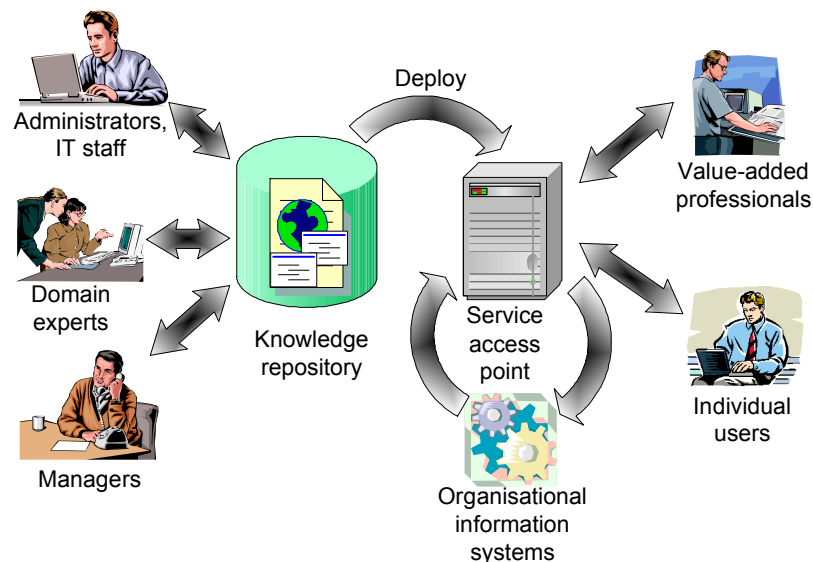 Deploy
Administrators,
IT staff
Value-added
professionals
Domain
experts
Knowledge
repository
Service
access
point
Individual
users
Managers
Organisational
information
systems